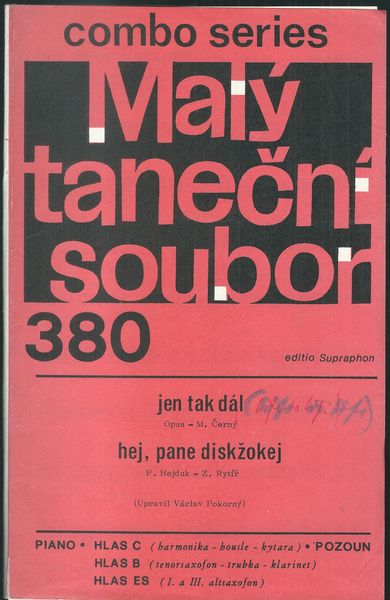 combo series
Malý
taneční
soubor
380
editio Supraphon
jen tak dál
Opus - M. Černý
hej, pane diskžokej
P. Hejduk - Z. Rytíř
(Upravil Václav Pokorný)
PIANO • HLAS C (harmonika - housle - kytara) • POZOUN
HLAS B (tenorsaxofon - trubka - klarinet)
HLAS ES (I. a III. altsaxofon)